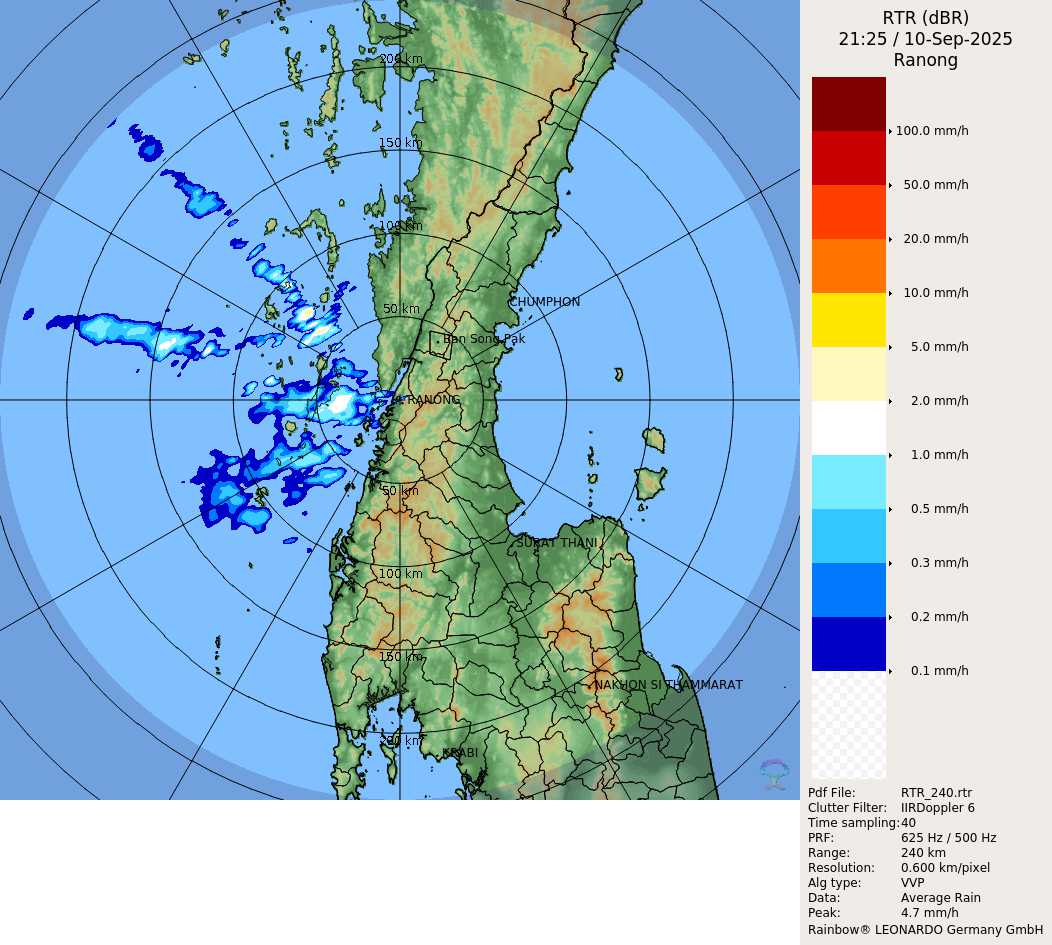 RTR (dBR)
21:25 / 10-Sep-2025
Ranong
200 km
150 km
100 km
50 km
CHUMPHON
Ban Song Pak
RANONG
50 km
SURAT THANI
100 km
150 km
NAKHON SI THAMMARAT
200 km
KRABI
100.0 mm/h
50.0 mm/h
20.0 mm/h
10.0 mm/h
5.0 mm/h
2.0 mm/h
1.0 mm/h
0.5 mm/h
0.3 mm/h
0.2 mm/h
0.1 mm/h
Pdf File: RTR_240.rtr
Clutter Filter: IIRDoppler 6
Time sampling:40
PRF: 625 Hz / 500 Hz
Range: 240 km
Resolution: 0.600 km/pixel
Alg type: VVP
Data: Average Rain
Peak: 4.7 mm/h
Rainbow® LEONARDO Germany GmbH